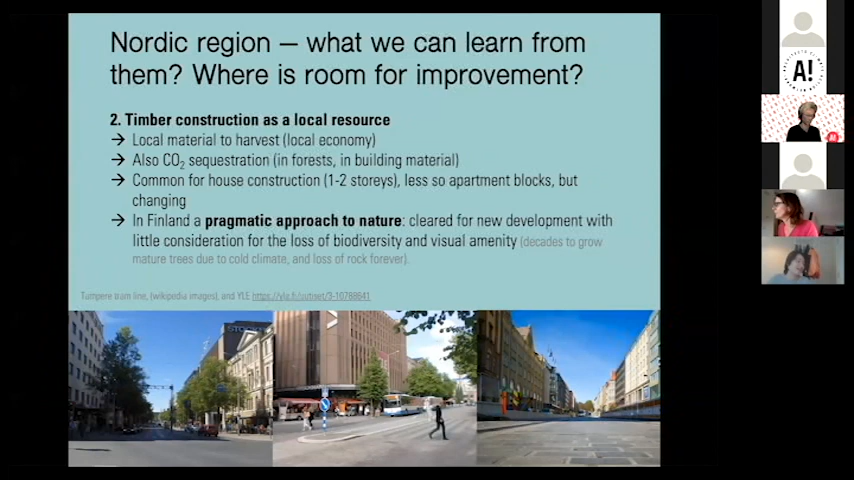 Nordic region – what we can learn from
them? Where is room for improvement?
2. Timber construction as a local resource
→ Local material to harvest (local economy)
→ Also CO₂ sequestration (in forests, in building material)
→ Common for house construction (1-2 storeys), less so apartment blocks, but
changing
→ In Finland a pragmatic approach to nature: cleared for new development with
little consideration for the loss of biodiversity and visual amenity (decades to grow
mature trees due to cold climate, and loss of rock forever).
Tampere tram line, (wikipedia images), and YLE https://yle.fi/uutiset/3-10788641
A!